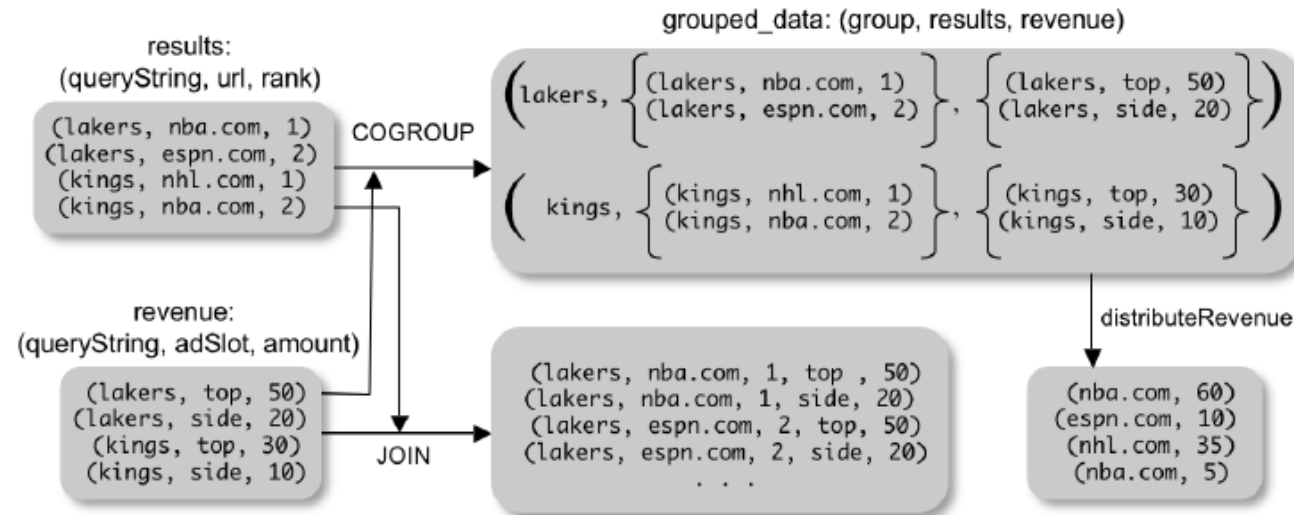 grouped_data: (group, results, revenue)
results:
(queryString, url, rank)
(lakers, nba.com, 1)
(lakers, espn.com, 2)
(kings, nhl.com, 1)
(kings, nba.com, 2)
COGROUP
(lakers, {(lakers, nba.com, 1) }, {(lakers, top, 50) })
(lakers, espn.com, 2) (lakers, side, 20)
( kings, {(kings, nhl.com, 1) }, {(kings, top, 30) })
(kings, nba.com, 2) (kings, side, 10)
revenue:
(queryString, adSlot, amount)
(lakers, top, 50)
(lakers, side, 20)
(kings, top, 30)
(kings, side, 10)
JOIN
(lakers, nba.com, 1, top , 50)
(lakers, nba.com, 1, side, 20)
(lakers, espn.com, 2, top, 50)
(lakers, espn.com, 2, side, 20)
. . .
distributeRevenue
(nba.com, 60)
(espn.com, 10)
(nhl.com, 35)
(nba.com, 5)